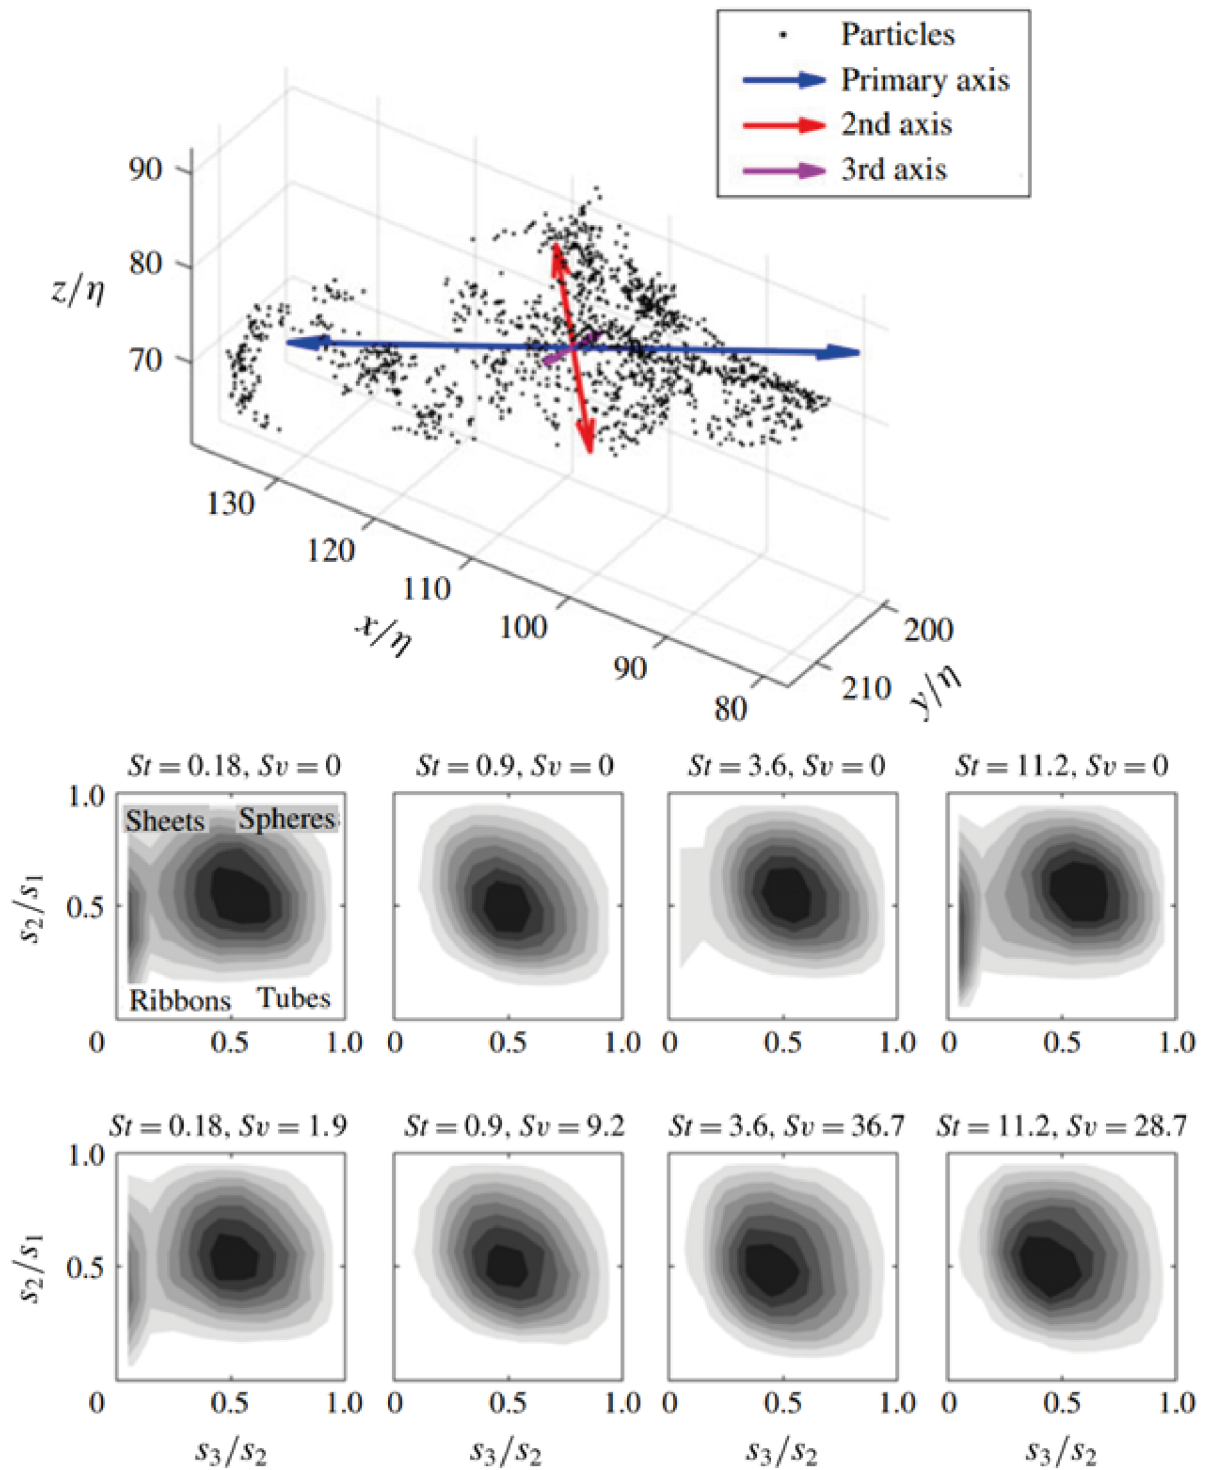 Particles
Primary axis
2nd axis
3rd axis
90
80
70
z/η
130
120
110
100
90
80
x/η
200
210
y/η
St = 0.18, Sv = 0
St = 0.9, Sv = 0
St = 3.6, Sv = 0
St = 11.2, Sv = 0
1.0
Sheets Spheres
s2/s1
0.5
Ribbons Tubes
0 0.5 1.0
0 0.5 1.0
0 0.5 1.0
0 0.5 1.0
St = 0.18, Sv = 1.9
St = 0.9, Sv = 9.2
St = 3.6, Sv = 36.7
St = 11.2, Sv = 28.7
1.0
s2/s1
0.5
0 0.5 1.0
0 0.5 1.0
0 0.5 1.0
0 0.5 1.0
s3/s2
s3/s2
s3/s2
s3/s2